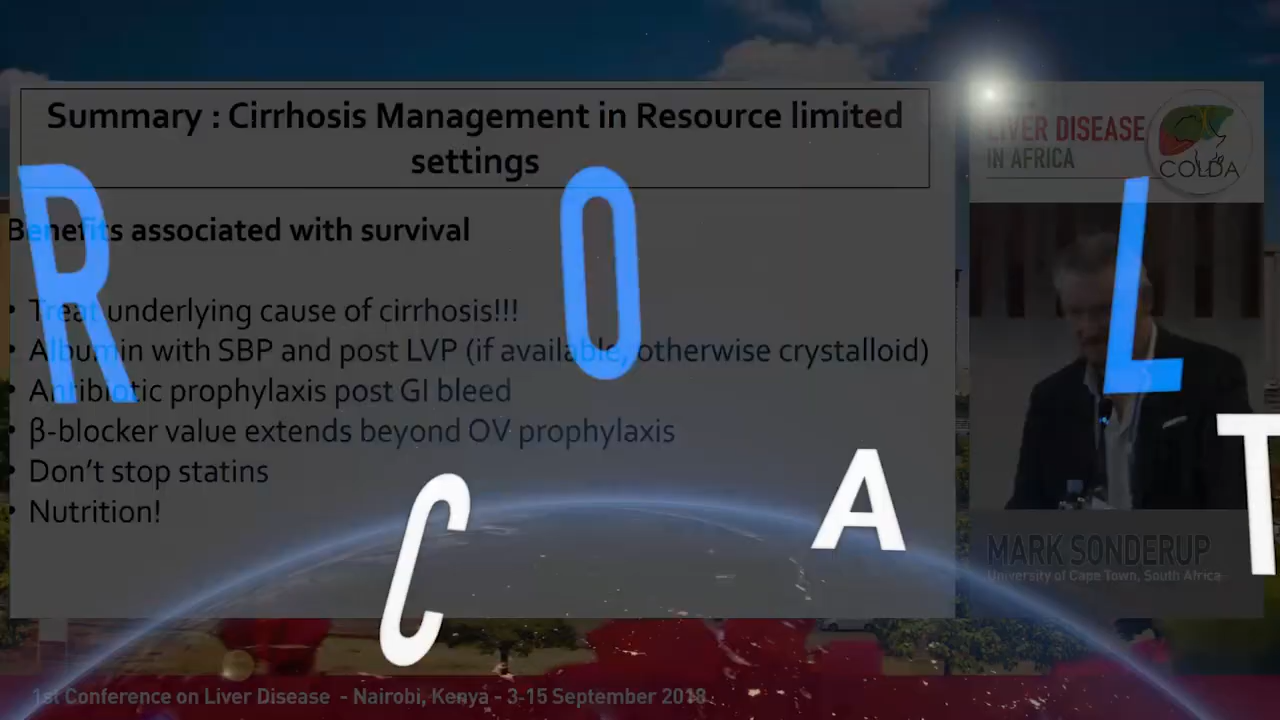 Summary : Cirrhosis Management in Resource limited
settings
LIVER DISEASE
IN AFRICA
COLDA
R O L
Benefits associated with survival
• Treat underlying cause of cirrhosis!!!
• Albumin with SBP and post LVP (if available, otherwise crystalloid)
• Antibiotic prophylaxis post GI bleed
• β-blocker value extends beyond OV prophylaxis
• Don't stop statins
• Nutrition!
C A T
MARK SONDERUP
University of Cape Town, South Africa
1st Conference on Liver Disease - Nairobi, Kenya - 3-15 September 2018